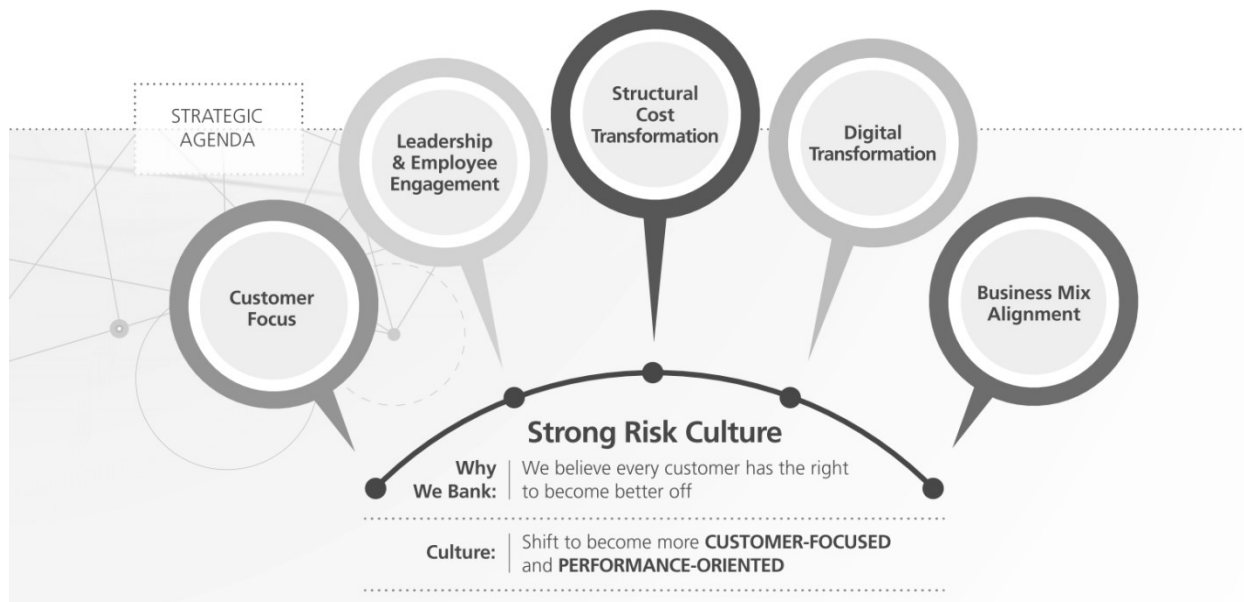 STRATEGIC
AGENDA
Customer
Focus
Leadership
& Employee
Engagement
Structural
Cost
Transformation
Digital
Transformation
Business Mix
Alignment
Strong Risk Culture
Why
We Bank:
We believe every customer has the right
to become better off
Culture:
Shift to become more CUSTOMER-FOCUSED
and PERFORMANCE-ORIENTED